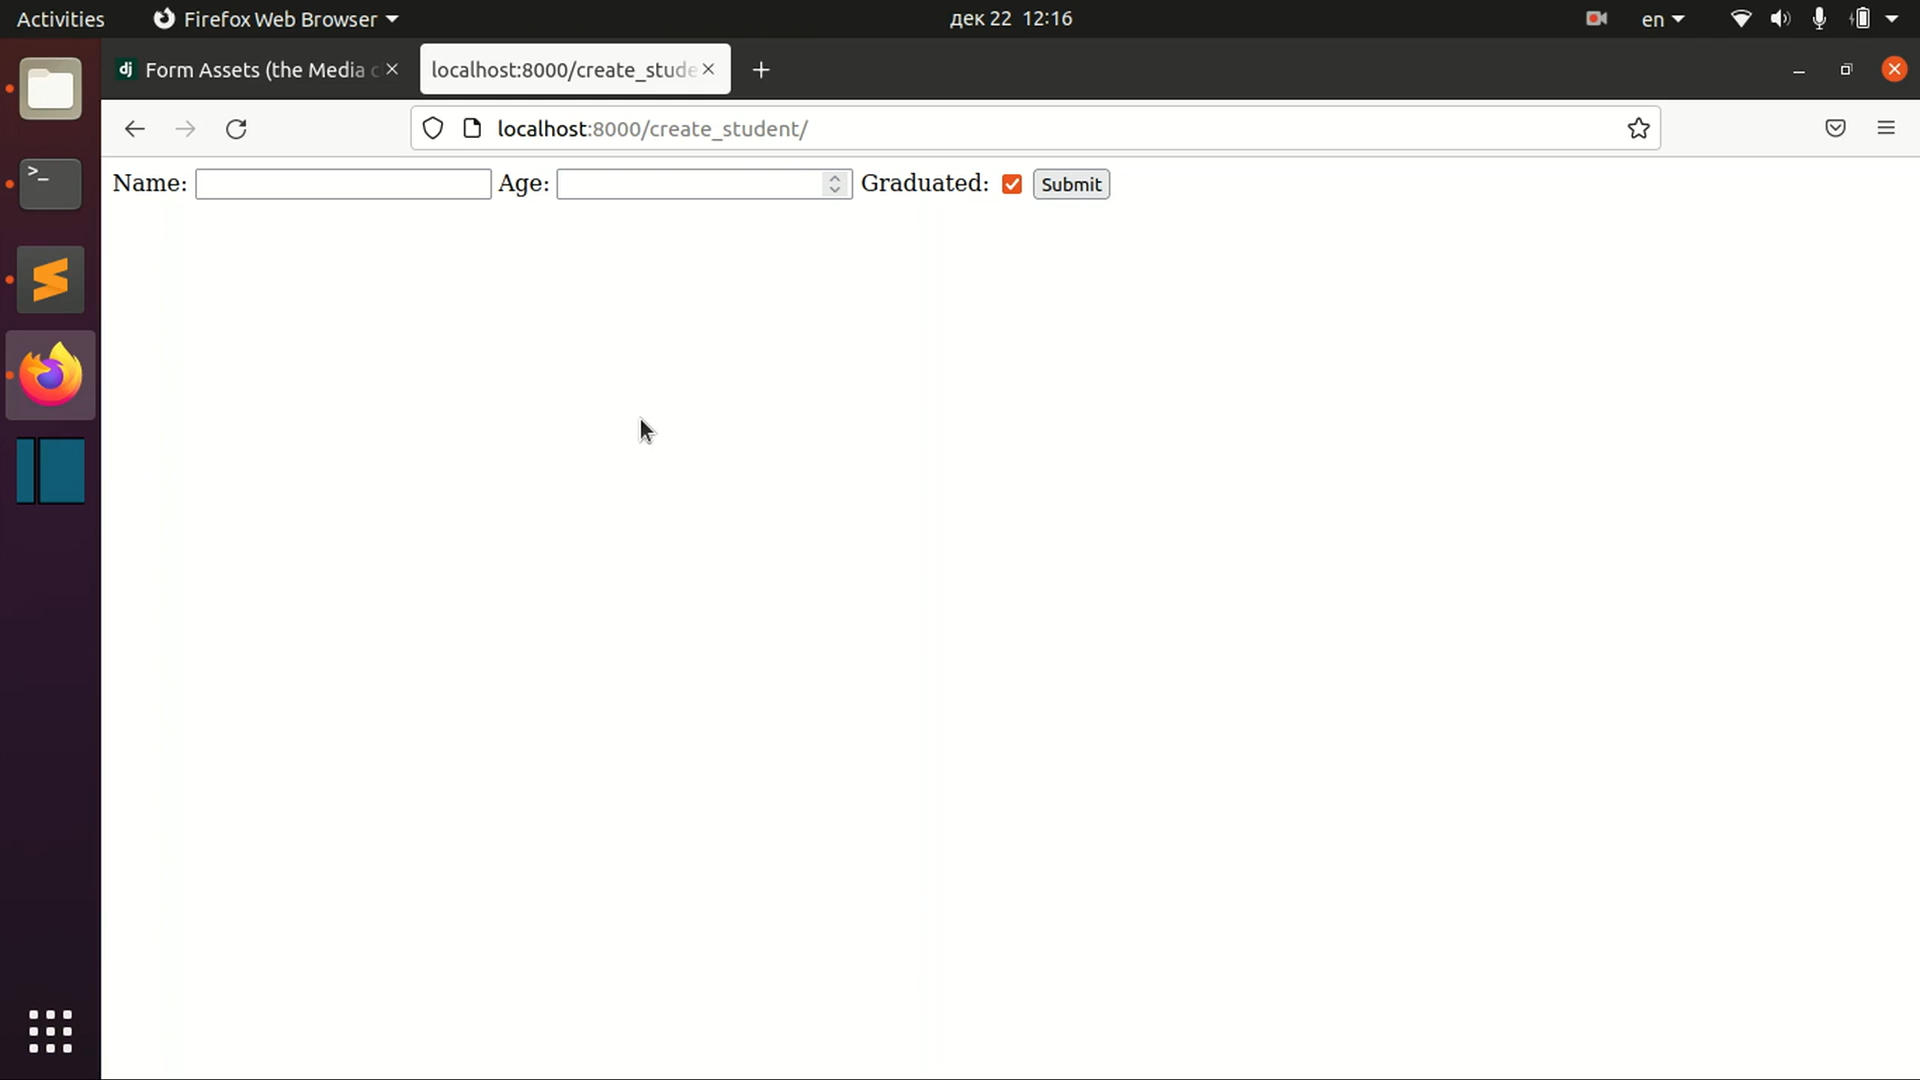 Activities Firefox Web Browser дек 22 12:16 en
dj Form Assets (the Media c localhost:8000/create_stude
localhost:8000/create_student/
Name: Age: Graduated: Submit
>_